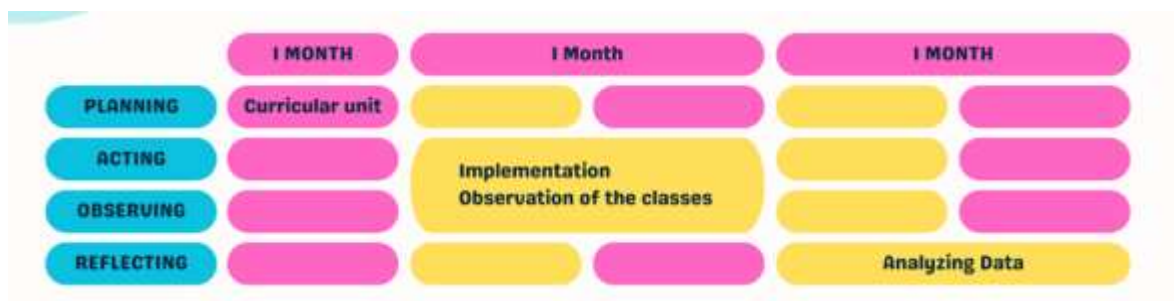 I MONTH
I Month
I MONTH
PLANNING
Curricular unit
ACTING
Implementation
Observation of the classes
OBSERVING
REFLECTING
Analyzing Data